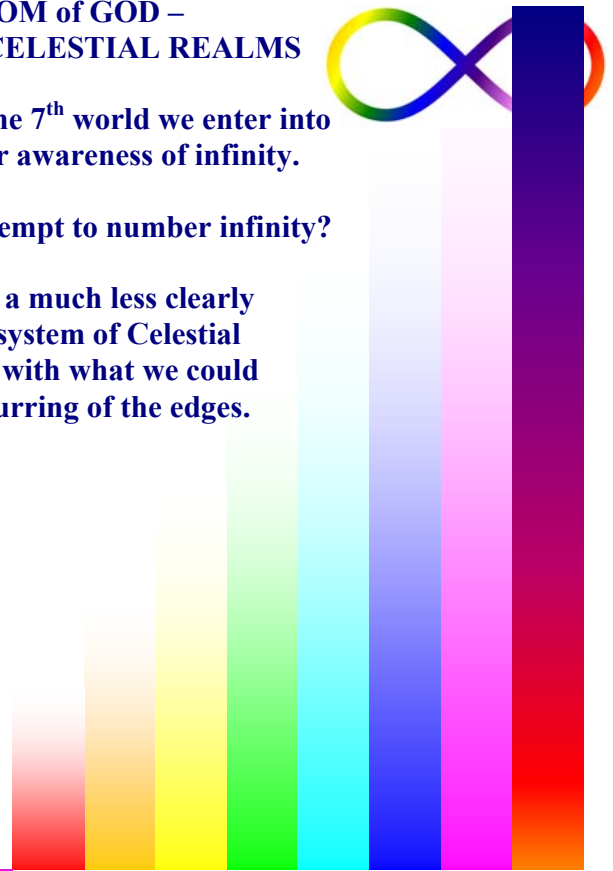 OM of GOD –
CELESTIAL REALMS
he 7th world we enter into
r awareness of infinity.
tempt to number infinity?
a much less clearly
system of Celestial
with what we could
urring of the edges.